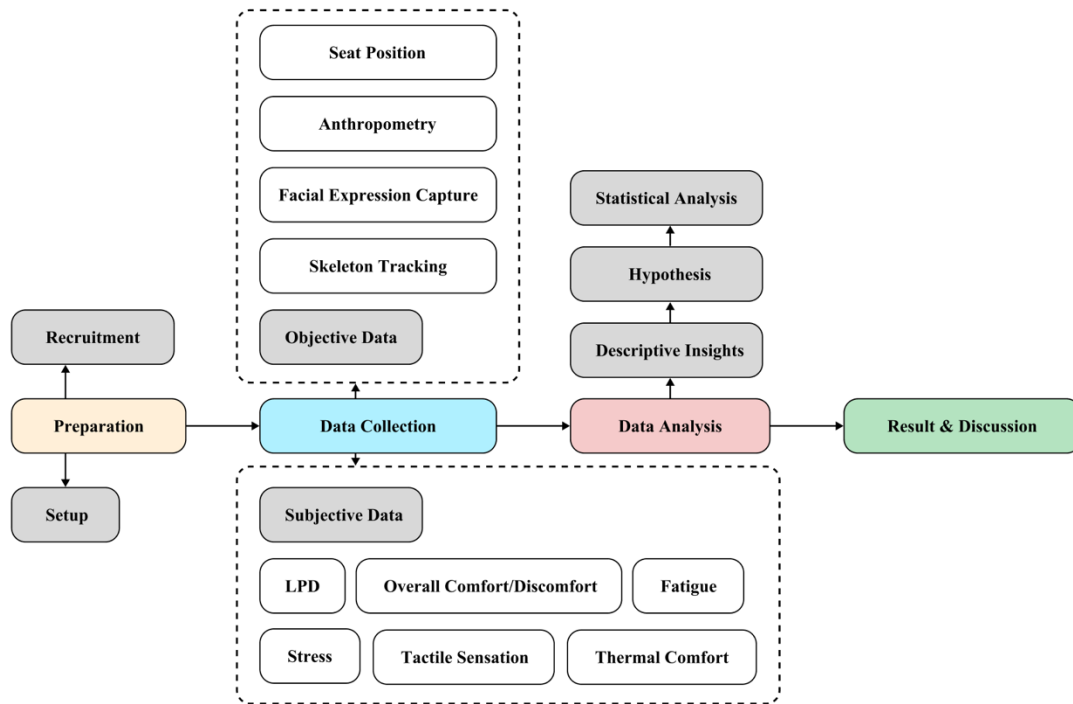 Seat Position
Anthropometry
Facial Expression Capture
Skeleton Tracking
Objective Data
Statistical Analysis
Hypothesis
Descriptive Insights
Recruitment
Preparation
Data Collection
Data Analysis
Result & Discussion
Setup
Subjective Data
LPD
Overall Comfort/Discomfort
Fatigue
Stress
Tactile Sensation
Thermal Comfort